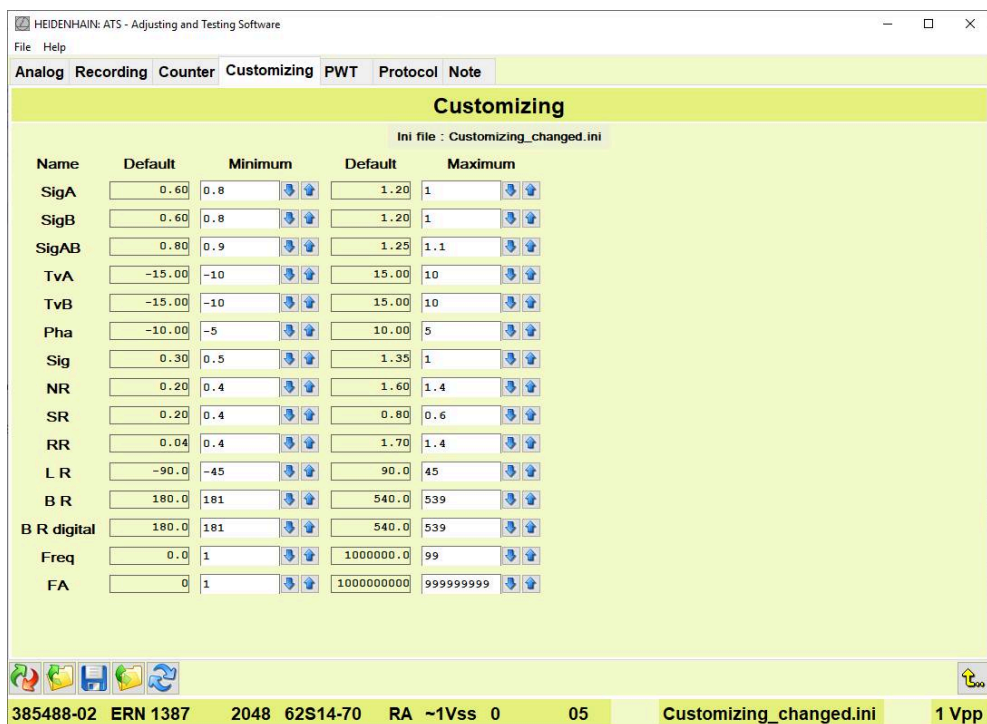 HEIDENHAIN: ATS - Adjusting and Testing Software
File Help
Analog Recording Counter Customizing PWT Protocol Note
Customizing
Ini file : Customizing_changed.ini
Name Default Minimum Default Maximum
SigA 0.60 0.8 1.20 1
SigB 0.60 0.8 1.20 1
SigAB 0.80 0.9 1.25 1.1
TvA -15.00 -10 15.00 10
TvB -15.00 -10 15.00 10
Pha -10.00 -5 10.00 5
Sig 0.30 0.5 1.35 1
NR 0.20 0.4 1.60 1.4
SR 0.20 0.4 0.80 0.6
RR 0.04 0.4 1.70 1.4
L R -90.0 -45 90.0 45
B R 180.0 181 540.0 539
B R digital 180.0 181 540.0 539
Freq 0.0 1 1000000.0 99
FA 0 1 1000000000 999999999
385488-02 ERN 1387 2048 62S14-70 RA ~1Vss 0 05 Customizing_changed.ini 1 Vpp